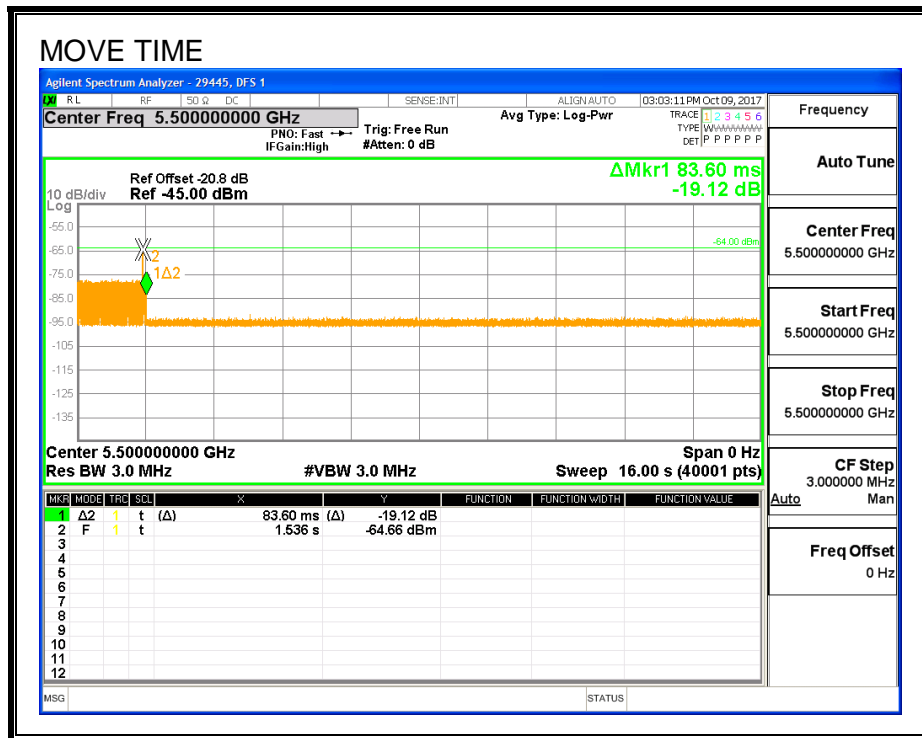 MOVE TIME
Agilent Spectrum Analyzer - 29445, DFS 1
LXI RL RF 50 Ω DC SENSE:INT ALIGN AUTO 03:03:11 PM Oct 09, 2017
Center Freq 5.500000000 GHz
PNO: Fast
IFGain:High
Trig: Free Run
#Atten: 0 dB
Avg Type: Log-Pwr
TRACE 1 2 3 4 5 6
TYPE WWWWWW
DET P P P P P P
Ref Offset -20.8 dB
10 dB/div Ref -45.00 dBm
Log
ΔMkr1 83.60 ms
-19.12 dB
-55.0
-65.0
-75.0
-85.0
-95.0
-105
-115
-125
-135
-64.00 dBm
2
1Δ2
Center 5.500000000 GHz Span 0 Hz
Res BW 3.0 MHz #VBW 3.0 MHz Sweep 16.00 s (40001 pts)
MKR MODE TRC SCL X Y FUNCTION FUNCTION WIDTH FUNCTION VALUE
1 Δ2 1 t (Δ) 83.60 ms (Δ) -19.12 dB
2 F 1 t 1.536 s -64.66 dBm
3
4
5
6
7
8
9
10
11
12
MSG STATUS
Frequency
Auto Tune
Center Freq
5.500000000 GHz
Start Freq
5.500000000 GHz
Stop Freq
5.500000000 GHz
CF Step
3.000000 MHz
Auto Man
Freq Offset
0 Hz